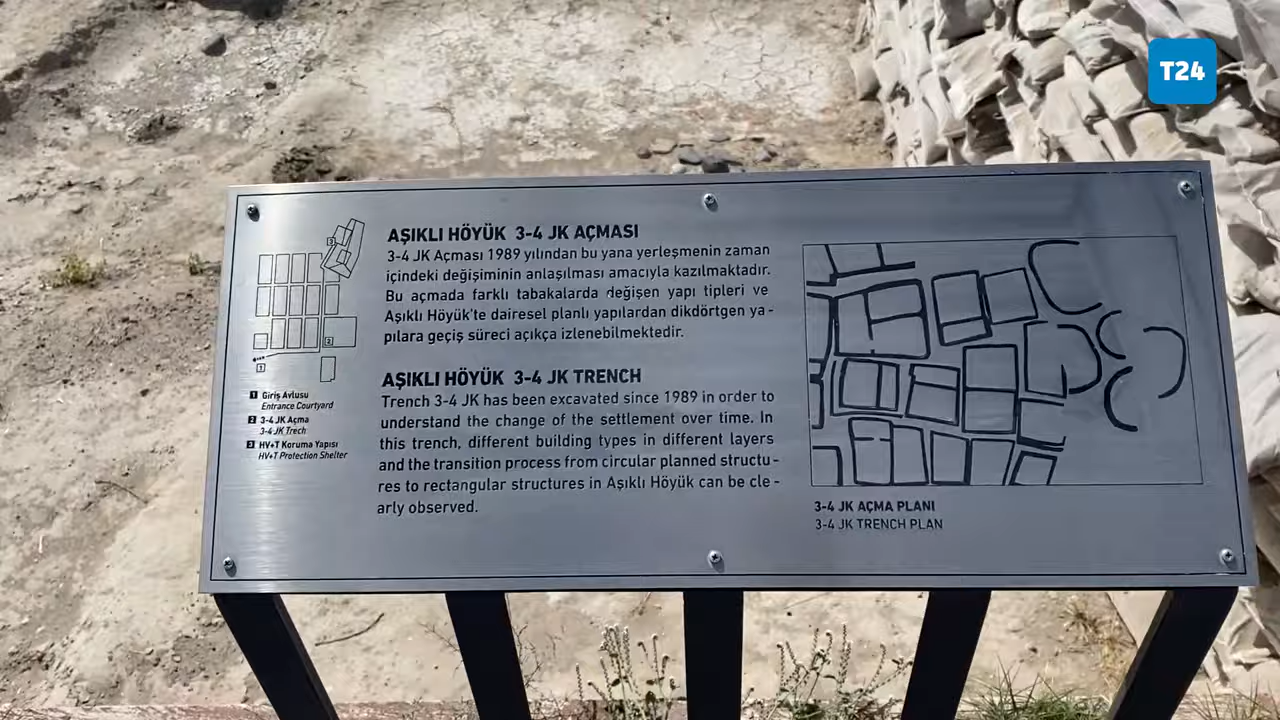 T24
AŞIKLI HÖYÜK 3-4 JK AÇMASI
3-4 JK Açması 1989 yılından bu yana yerleşmenin zaman
içindeki değişiminin anlaşılması amacıyla kazılmaktadır.
Bu açmada farklı tabakalarda değişen yapı tipleri ve
Aşıklı Höyük'te dairesel planlı yapılardan dikdörtgen ya-
pılara geçiş süreci açıkça izlenebilmektedir.
AŞIKLI HÖYÜK 3-4 JK TRENCH
Trench 3-4 JK has been excavated since 1989 in order to
understand the change of the settlement over time. In
this trench, different building types in different layers
and the transition process from circular planned structu-
res to rectangular structures in Aşıklı Höyük can be cle-
arly observed.
3
2
1
1 Giriş Avlusu
Entrance Courtyard
2 3-4 JK Açma
3-4 JK Trech
3 HV+T Koruma Yapısı
HV+T Protection Shelter
3-4 JK AÇMA PLANI
3-4 JK TRENCH PLAN